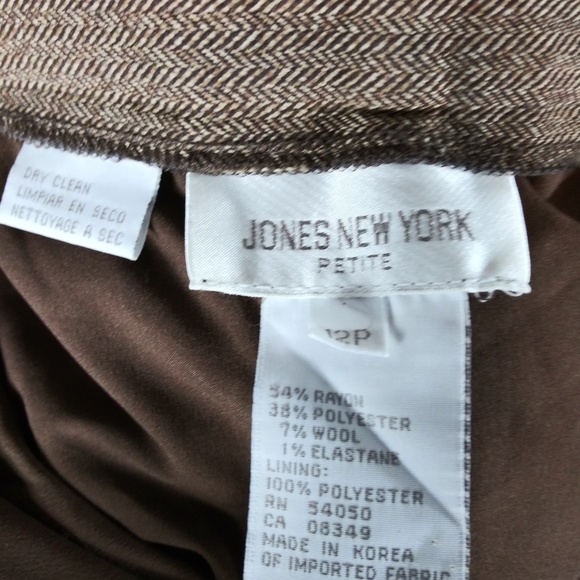 DRY CLEAN
LIMPIAR EN SECO
NETTOYAGE A SEC
JONES NEW YORK
PETITE
12P
54% RAYON
38% POLYESTER
7% WOOL
1% ELASTANE
LINING:
100% POLYESTER
RN 54050
CA 08349
MADE IN KOREA
OF IMPORTED FABRIC